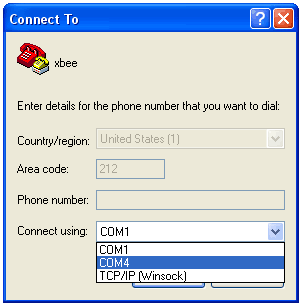 Connect To
xbee
Enter details for the phone number that you want to dial:
Country/region: United States (1)
Area code: 212
Phone number:
Connect using: COM1
COM1
COM4
TCP/IP (Winsock)